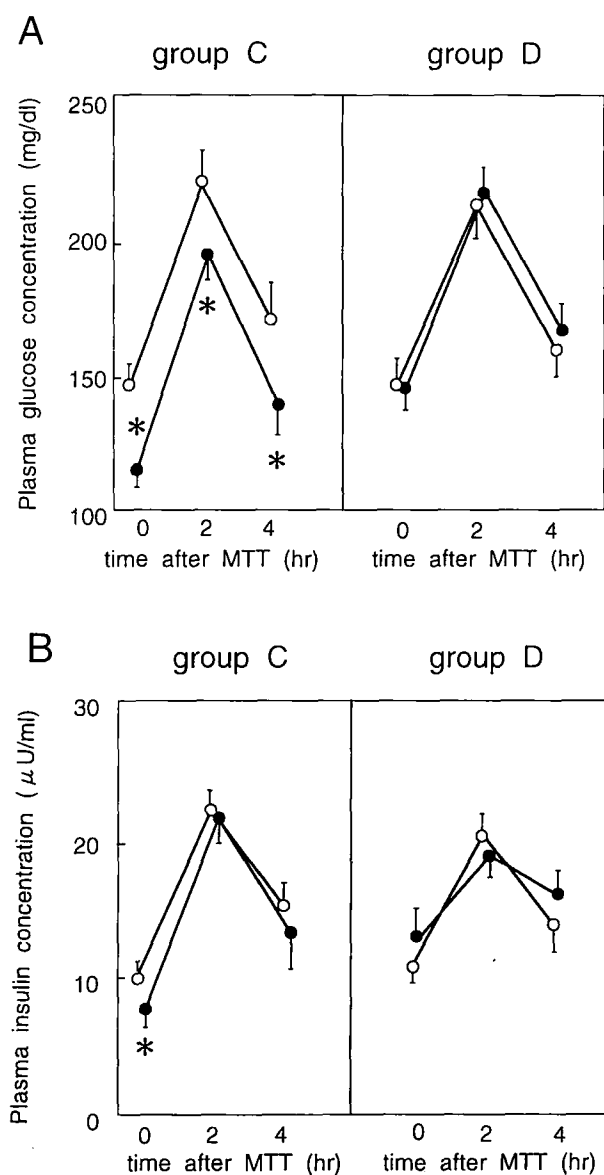 A
group C group D
Plasma glucose concentration (mg/dl)
250
200
150
100
*
*
*
0 2 4 0 2 4
time after MTT (hr) time after MTT (hr)
B
group C group D
Plasma insulin concentration ( μU/ml)
30
20
10
0
*
0 2 4 0 2 4
time after MTT (hr) time after MTT (hr)